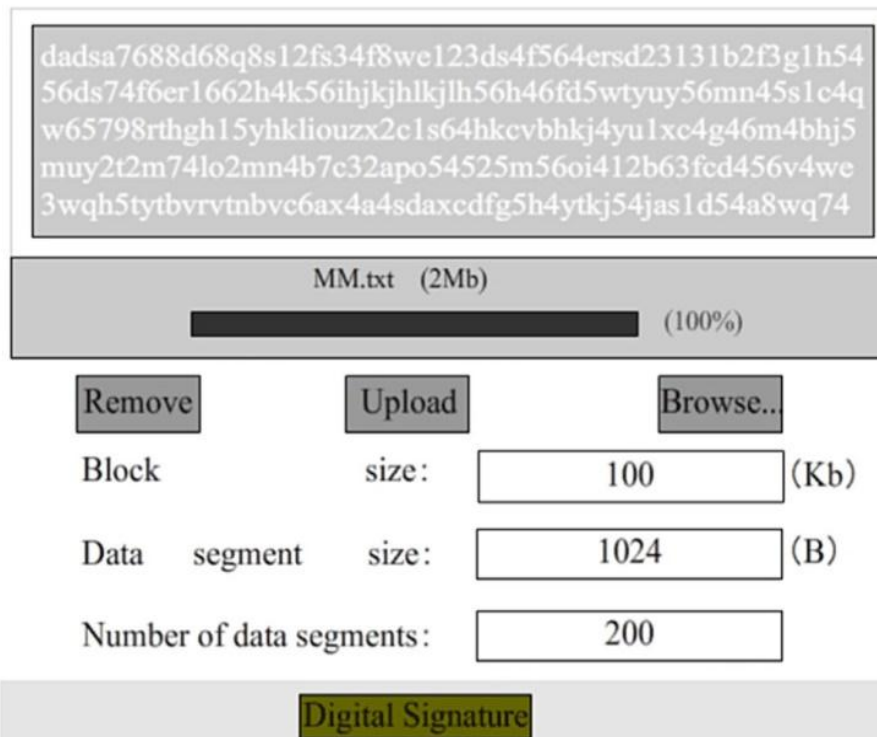 dadsa7688d68q8s12fs34f8we123ds4f564ersd23131b2f3g1h54
56ds74f6er1662h4k56ihjkjhlkjlh56h46fd5wtyuy56mn45s1c4q
w65798rthgh15yhkliouzx2c1s64hkcvbhkj4yu1xc4g46m4bhj5
muy2t2m74lo2mn4b7c32apo54525m56oi412b63fcd456v4we
3wqh5tytbvrvtnbvc6ax4a4sdaxcdfg5h4ytkj54jas1d54a8wq74
MM.txt (2Mb)
(100%)
Remove Upload Browse...
Block size: 100 (Kb)
Data segment size: 1024 (B)
Number of data segments: 200
Digital Signature